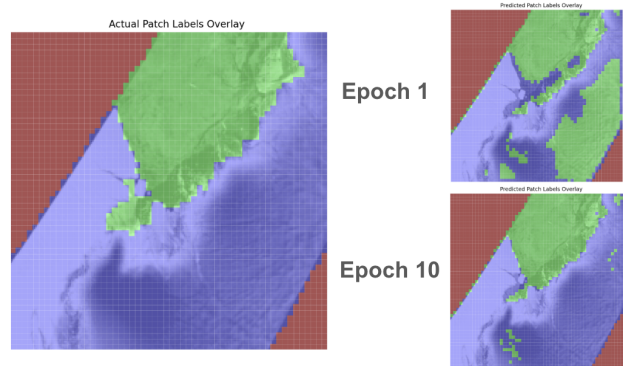 Actual Patch Labels Overlay
Predicted Patch Labels Overlay
Epoch 1
Predicted Patch Labels Overlay
Epoch 10